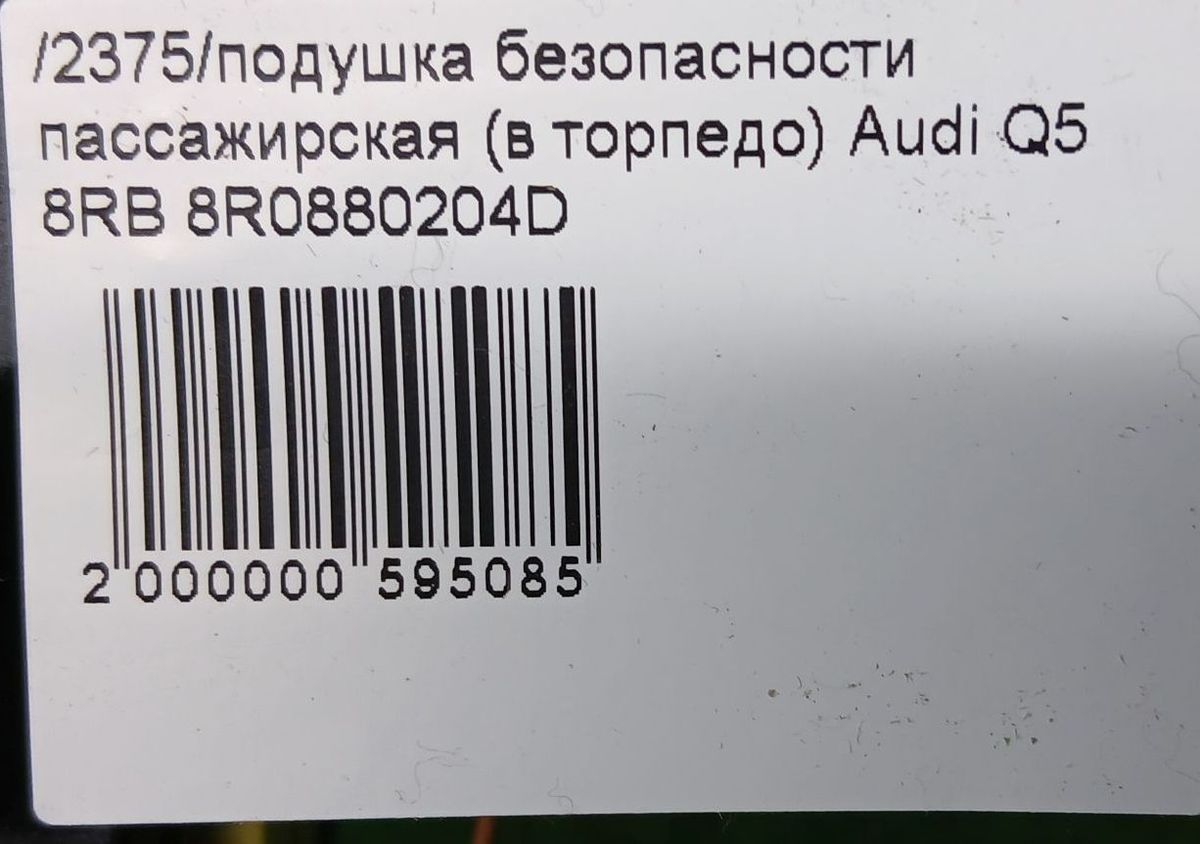 /2375/подушка безопасности
пассажирская (в торпедо) Audi Q5
8RB 8R0880204D
2 000000 595085